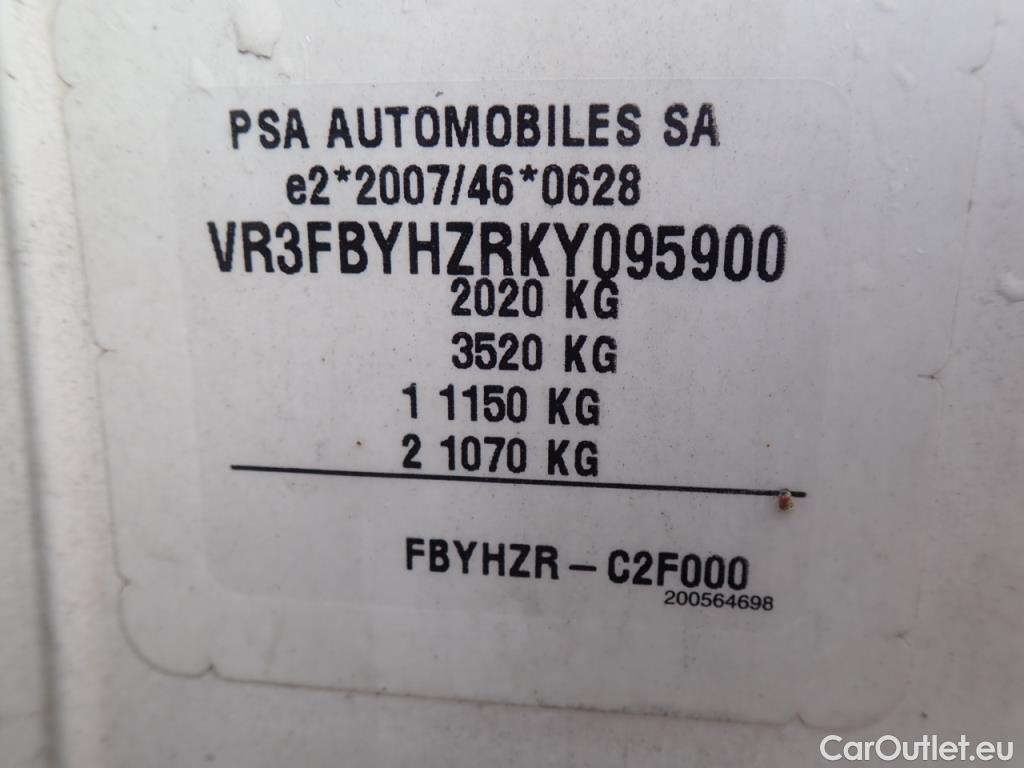 PSA AUTOMOBILES SA
e2*2007/46*0628
VR3FBYHZRKY095900
2020 KG
3520 KG
1 1150 KG
2 1070 KG
FBYHZR – C2F000
200564698
CarOutlet.eu